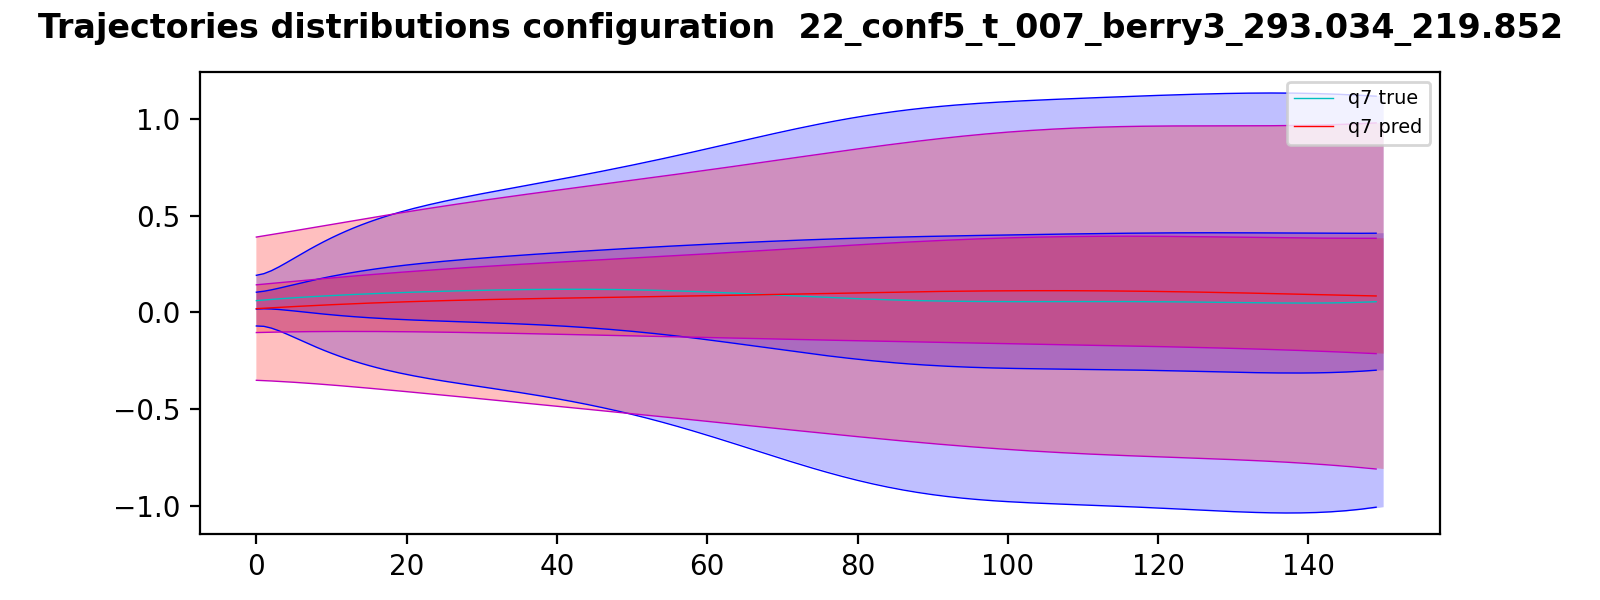 Trajectories distributions configuration  22_conf5_t_007_berry3_293.034_219.852
q7 true
q7 pred
1.0
0.5
0.0
−0.5
−1.0
0 20 40 60 80 100 120 140